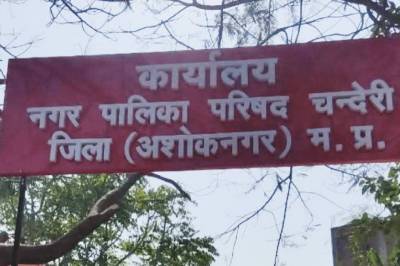 कार्यालय
नगर पालिका परिषद चन्देरी
जिला (अशोकनगर) म. प्र.